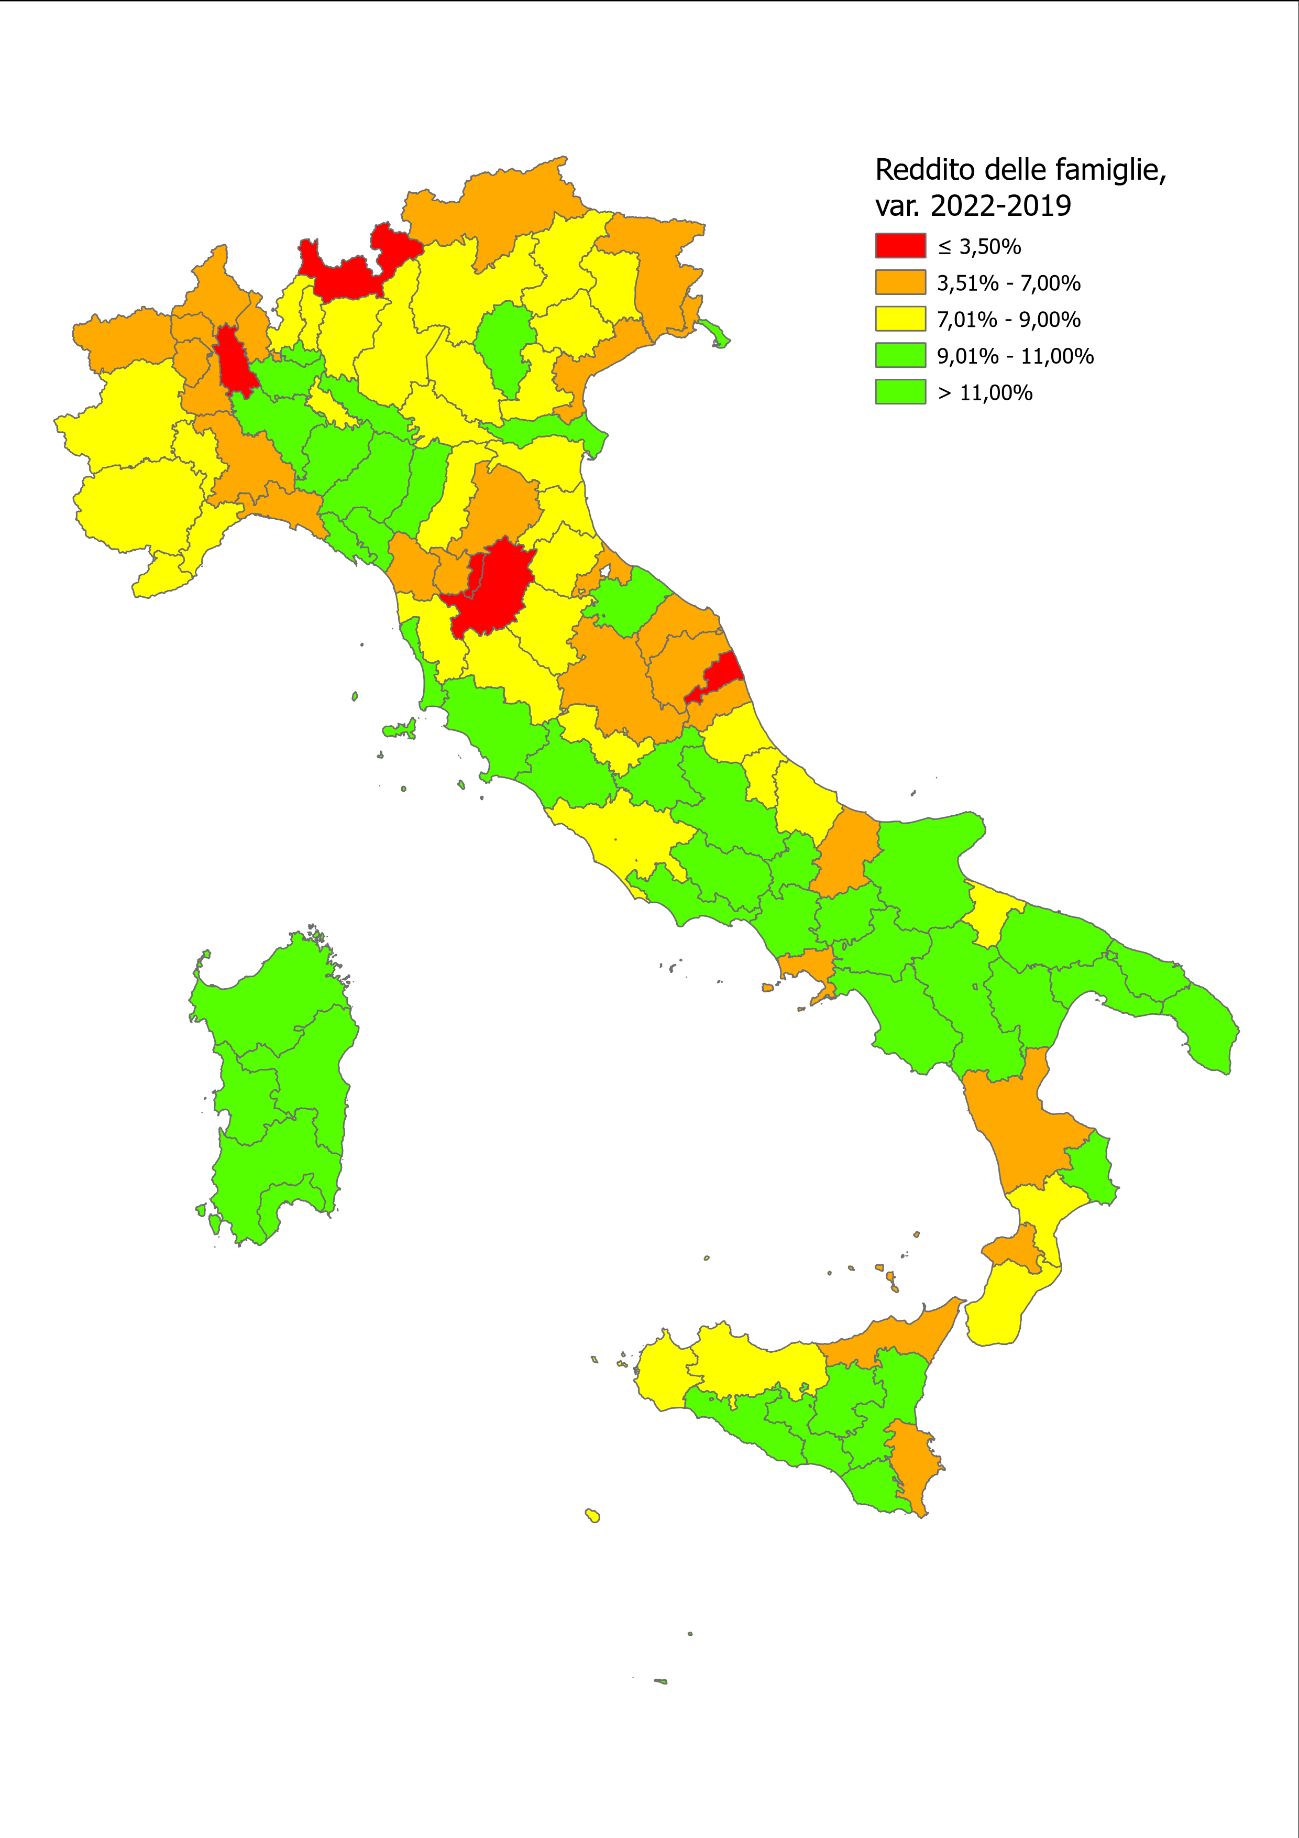 Reddito delle famiglie,
var. 2022-2019
≤ 3,50%
3,51% - 7,00%
7,01% - 9,00%
9,01% - 11,00%
> 11,00%